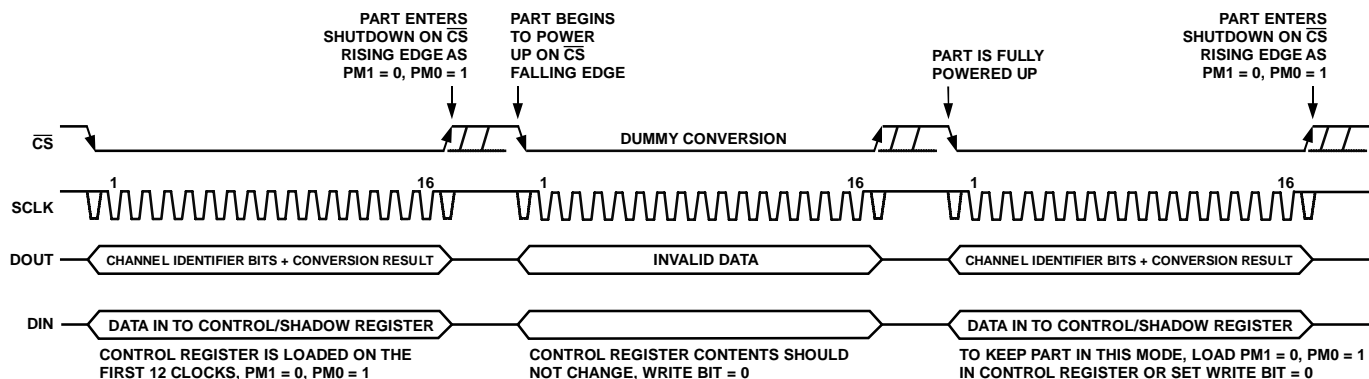 PART ENTERS
SHUTDOWN ON CS
RISING EDGE AS
PM1 = 0, PM0 = 1
PART BEGINS
TO POWER
UP ON CS
FALLING EDGE
PART IS FULLY
POWERED UP
PART ENTERS
SHUTDOWN ON CS
RISING EDGE AS
PM1 = 0, PM0 = 1
CS
DUMMY CONVERSION
SCLK
1
16
1
16
1
16
DOUT
CHANNEL IDENTIFIER BITS + CONVERSION RESULT
INVALID DATA
CHANNEL IDENTIFIER BITS + CONVERSION RESULT
DIN
DATA IN TO CONTROL/SHADOW REGISTER
DATA IN TO CONTROL/SHADOW REGISTER
CONTROL REGISTER IS LOADED ON THE
FIRST 12 CLOCKS, PM1 = 0, PM0 = 1
CONTROL REGISTER CONTENTS SHOULD
NOT CHANGE, WRITE BIT = 0
TO KEEP PART IN THIS MODE, LOAD PM1 = 0, PM0 = 1
IN CONTROL REGISTER OR SET WRITE BIT = 0